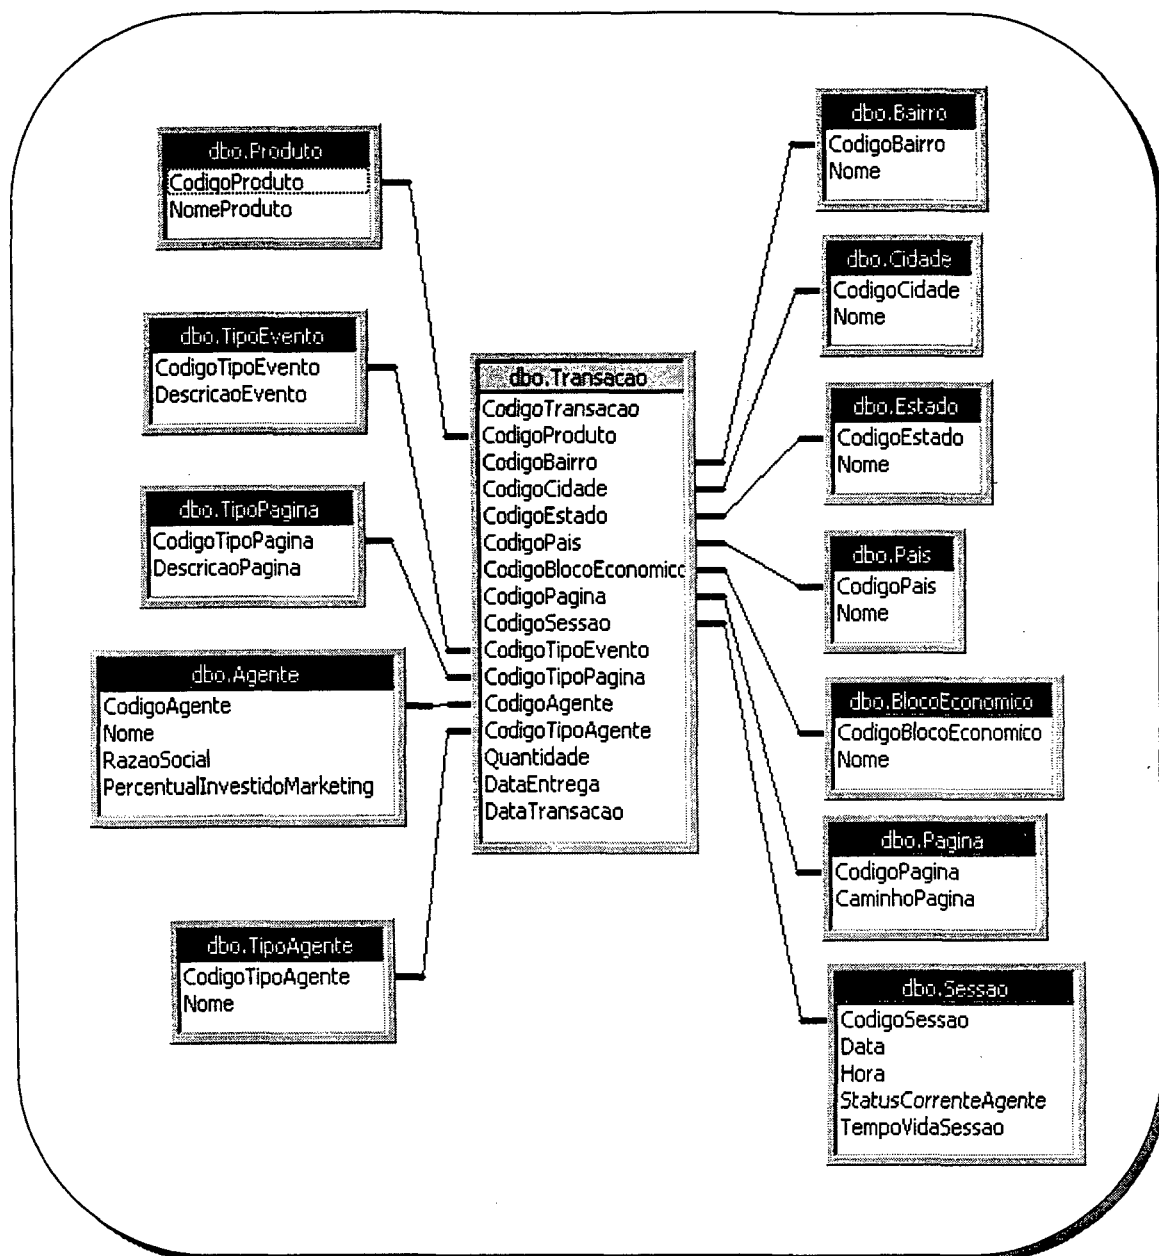 dbo.Produto
CodigoProduto
NomeProduto
dbo.TipoEvento
CodigoTipoEvento
DescricaoEvento
dbo.TipoPagina
CodigoTipoPagina
DescricaoPagina
dbo.Agente
CodigoAgente
Nome
RazaoSocial
PercentualInvestidoMarketing
dbo.TipoAgente
CodigoTipoAgente
Nome
dbo.Transacao
CodigoTransacao
CodigoProduto
CodigoBairro
CodigoCidade
CodigoEstado
CodigoPais
CodigoBlocoEconomico
CodigoPagina
CodigoSessao
CodigoTipoEvento
CodigoTipoPagina
CodigoAgente
CodigoTipoAgente
Quantidade
DataEntrega
DataTransacao
dbo.Bairro
CodigoBairro
Nome
dbo.Cidade
CodigoCidade
Nome
dbo.Estado
CodigoEstado
Nome
dbo.Pais
CodigoPais
Nome
dbo.BlocoEconomico
CodigoBlocoEconomico
Nome
dbo.Pagina
CodigoPagina
CaminhoPagina
dbo.Sessao
CodigoSessao
Data
Hora
StatusCorrenteAgente
TempoVidaSessao